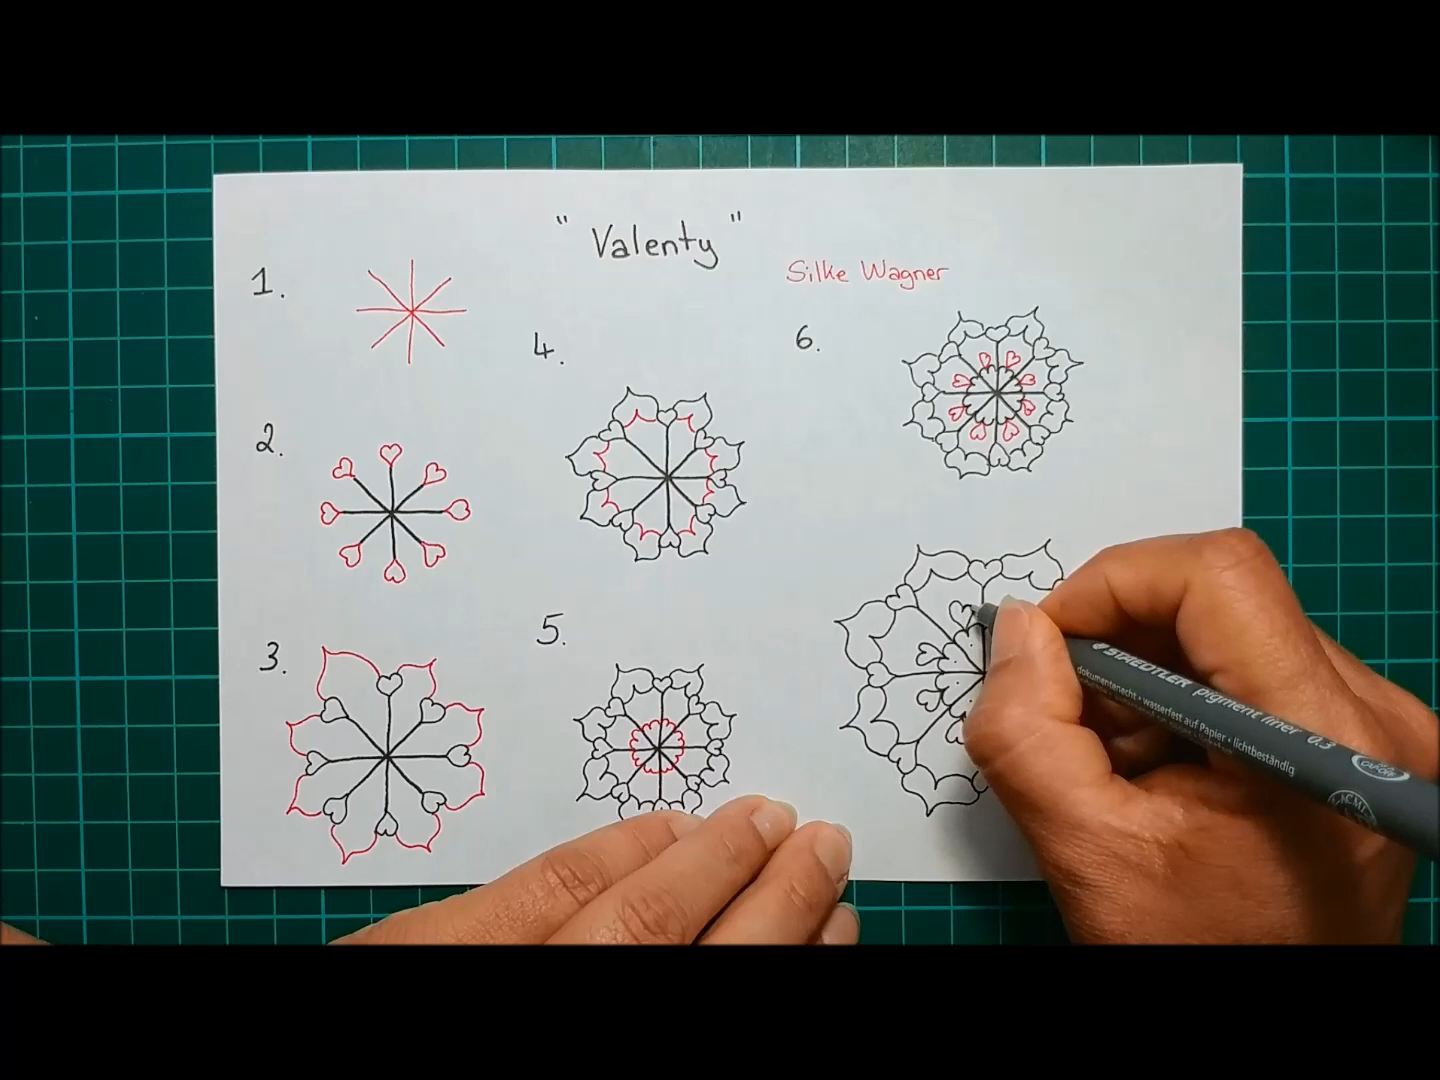 " Valenty "
Silke Wagner
1.
2.
3.
4.
5.
6.
STAEDTLER pigment liner 0.3
dokumentenecht • wasserfest auf Papier • lichtbeständig